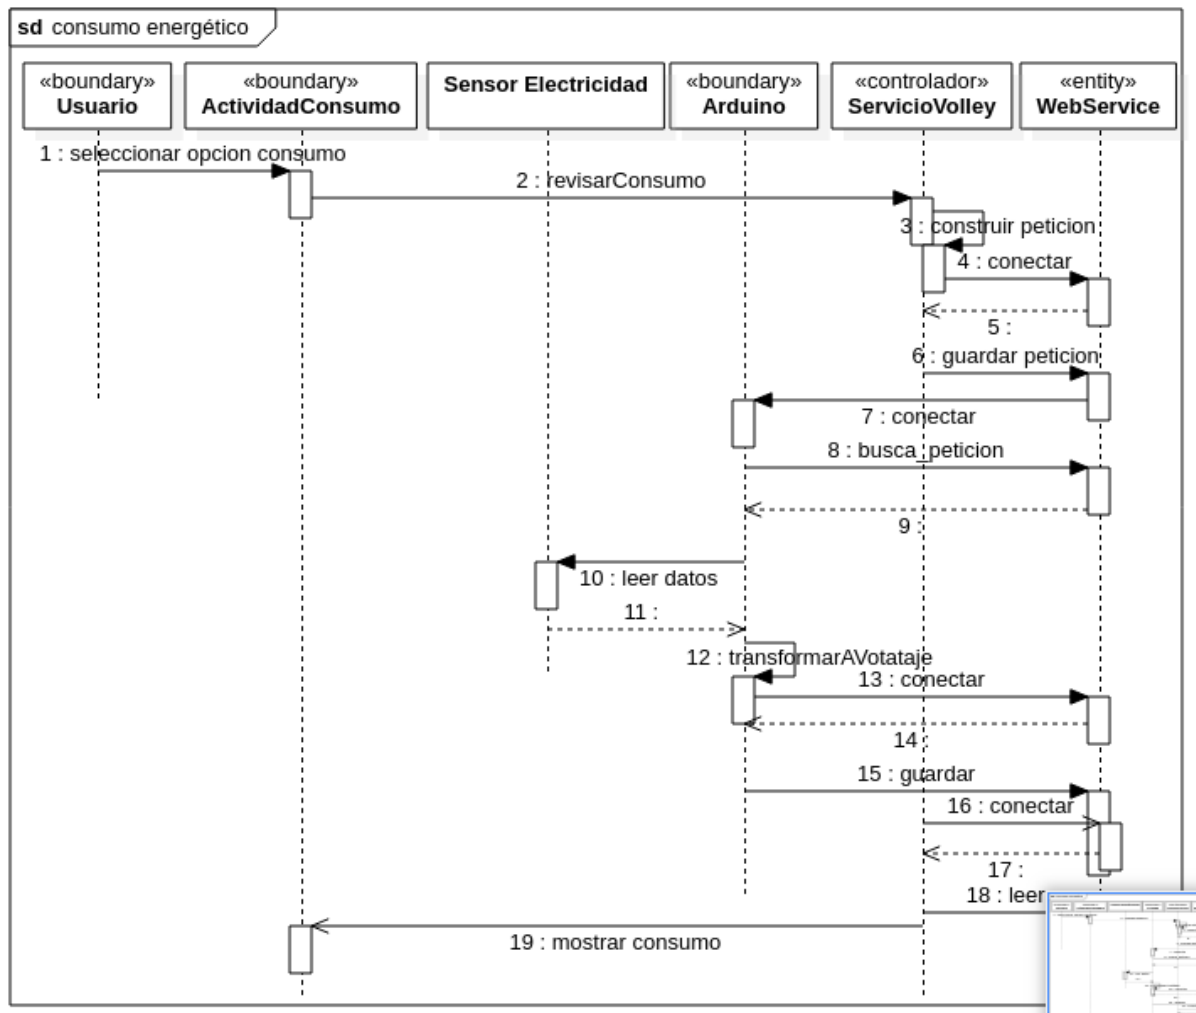 sd consumo energético
«boundary»
Usuario
«boundary»
ActividadConsumo
Sensor Electricidad
«boundary»
Arduino
«controlador»
ServicioVolley
«entity»
WebService
1 : seleccionar opcion consumo
2 : revisarConsumo
3 : construir peticion
4 : conectar
5 :
6 : guardar peticion
7 : conectar
8 : busca_peticion
9 :
10 : leer datos
11 :
12 : transformarAVotataje
13 : conectar
14 :
15 : guardar
16 : conectar
17 :
18 : leer
19 : mostrar consumo